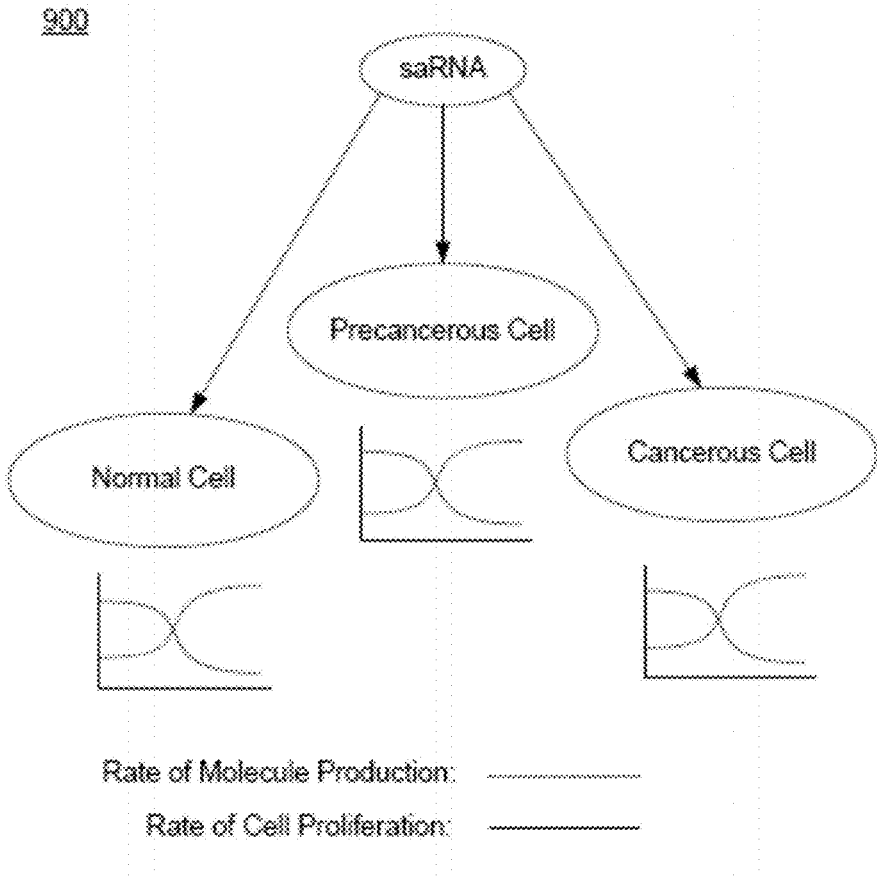 900
saRNA
Precancerous Cell
Cancerous Cell
Normal Cell
Rate of Molecule Production:
Rate of Cell Proliferation: